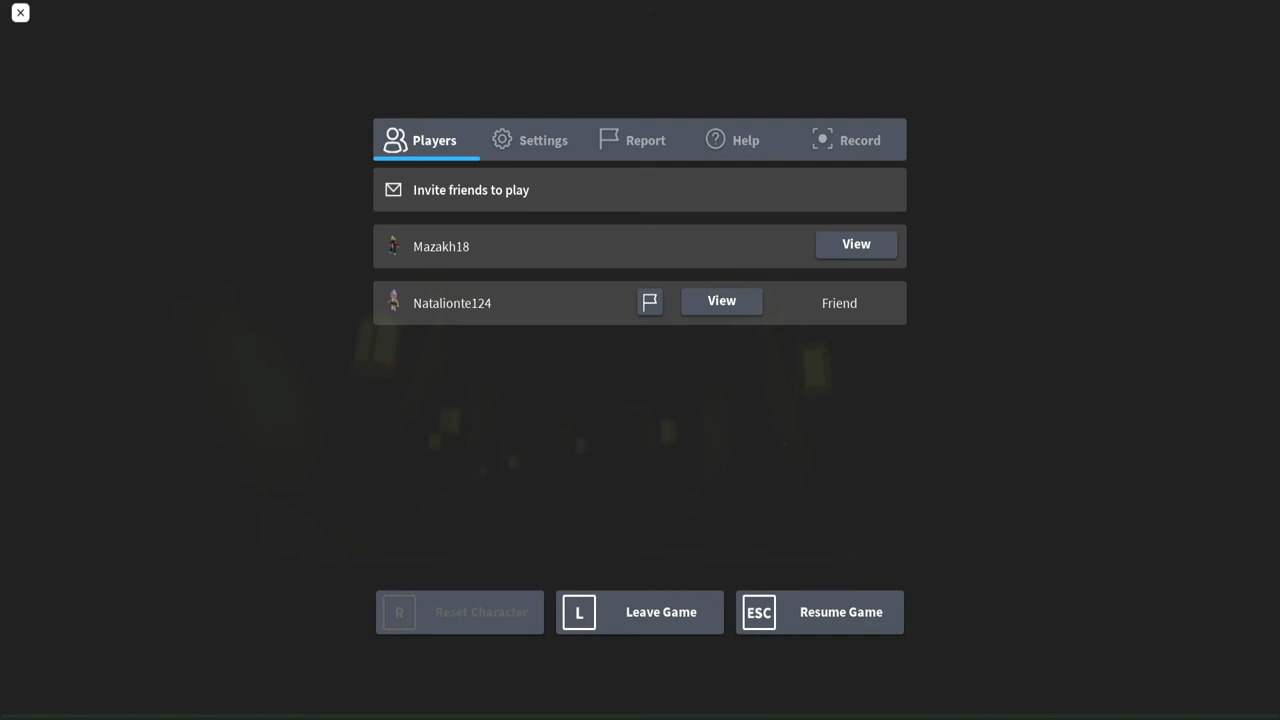 Players
Settings
Report
Help
Record
Invite friends to play
Mazakh18
View
Natalionte124
View
Friend
R
Reset Character
L
Leave Game
ESC
Resume Game